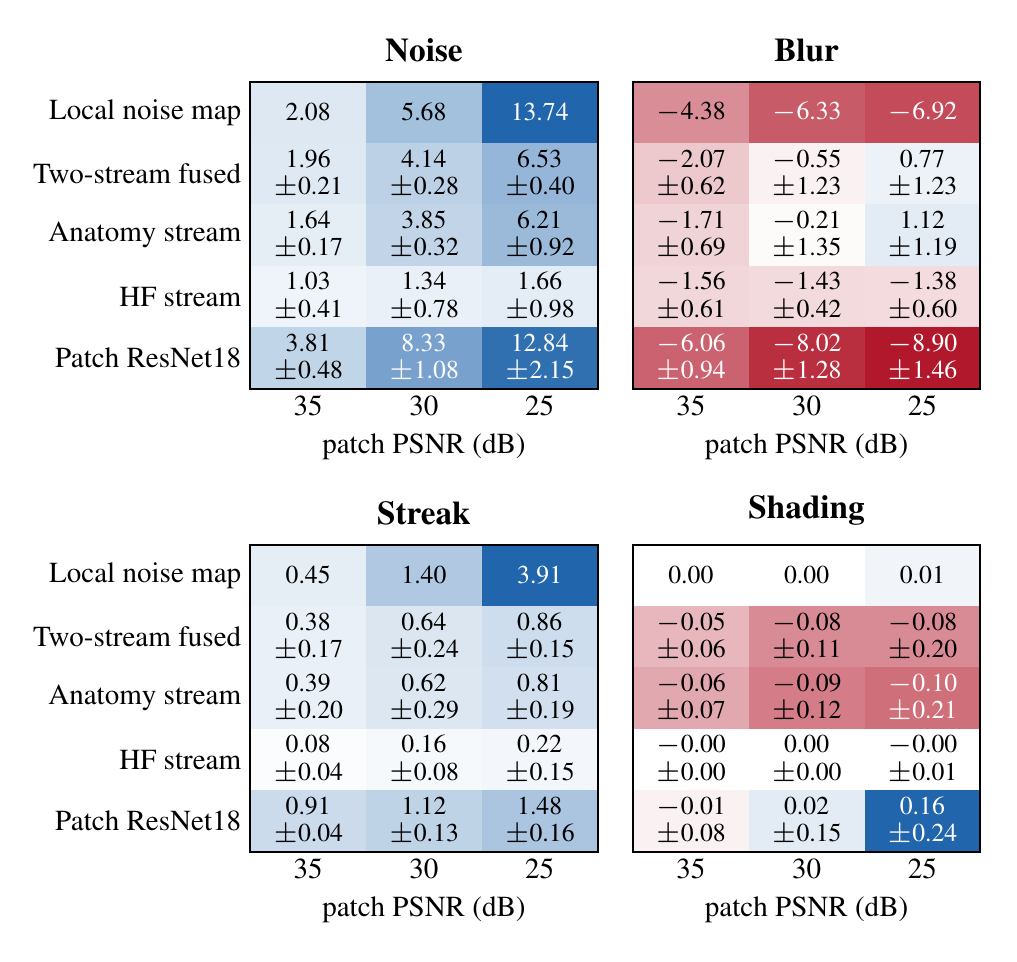 Noise
Blur
Local noise map
2.08 5.68 13.74
−4.38 −6.33 −6.92
Two-stream fused
1.96 4.14 6.53
±0.21 ±0.28 ±0.40
−2.07 −0.55 0.77
±0.62 ±1.23 ±1.23
Anatomy stream
1.64 3.85 6.21
±0.17 ±0.32 ±0.92
−1.71 −0.21 1.12
±0.69 ±1.35 ±1.19
HF stream
1.03 1.34 1.66
±0.41 ±0.78 ±0.98
−1.56 −1.43 −1.38
±0.61 ±0.42 ±0.60
Patch ResNet18
3.81 8.33 12.84
±0.48 ±1.08 ±2.15
−6.06 −8.02 −8.90
±0.94 ±1.28 ±1.46
35 30 25
35 30 25
patch PSNR (dB)
patch PSNR (dB)
Streak
Shading
Local noise map
0.45 1.40 3.91
0.00 0.00 0.01
Two-stream fused
0.38 0.64 0.86
±0.17 ±0.24 ±0.15
−0.05 −0.08 −0.08
±0.06 ±0.11 ±0.20
Anatomy stream
0.39 0.62 0.81
±0.20 ±0.29 ±0.19
−0.06 −0.09 −0.10
±0.07 ±0.12 ±0.21
HF stream
0.08 0.16 0.22
±0.04 ±0.08 ±0.15
−0.00 0.00 −0.00
±0.00 ±0.00 ±0.01
Patch ResNet18
0.91 1.12 1.48
±0.04 ±0.13 ±0.16
−0.01 0.02 0.16
±0.08 ±0.15 ±0.24
35 30 25
35 30 25
patch PSNR (dB)
patch PSNR (dB)